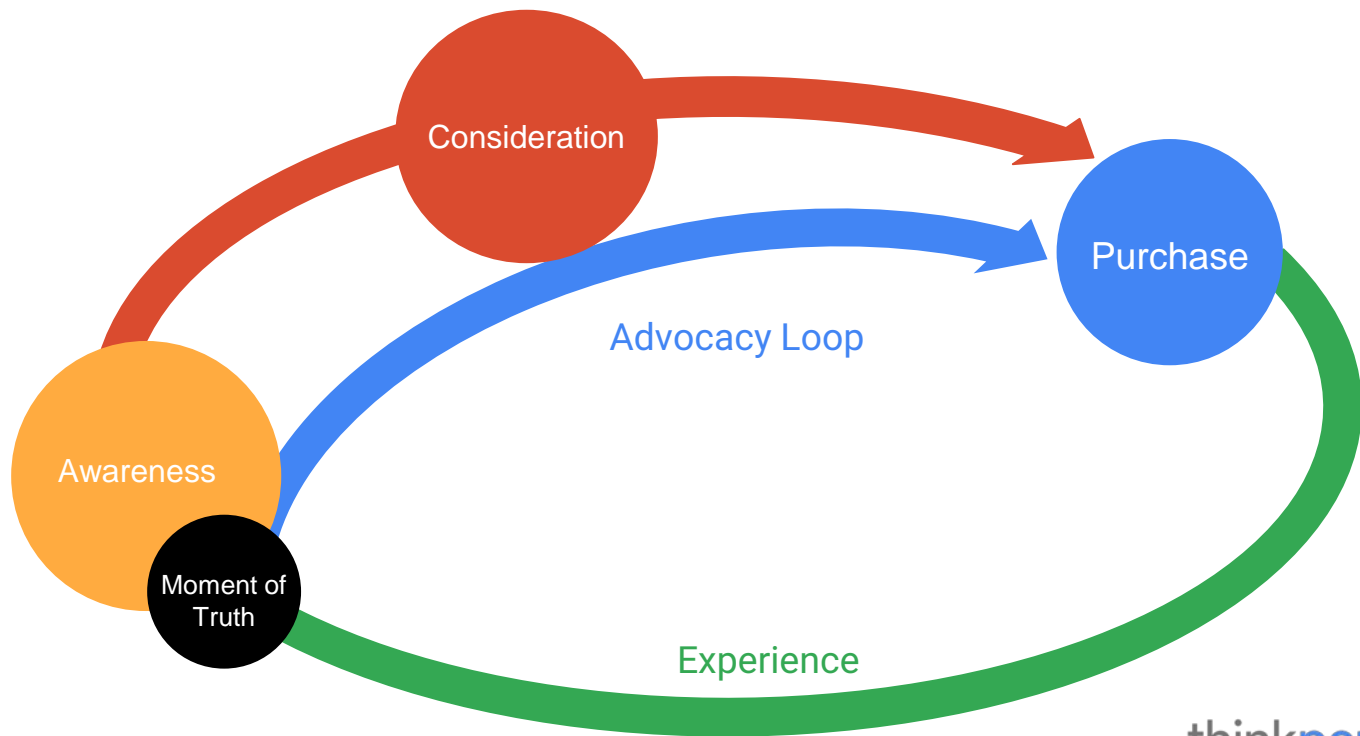 Consideration
Purchase
Advocacy Loop
Awareness
Moment of
Truth
Experience